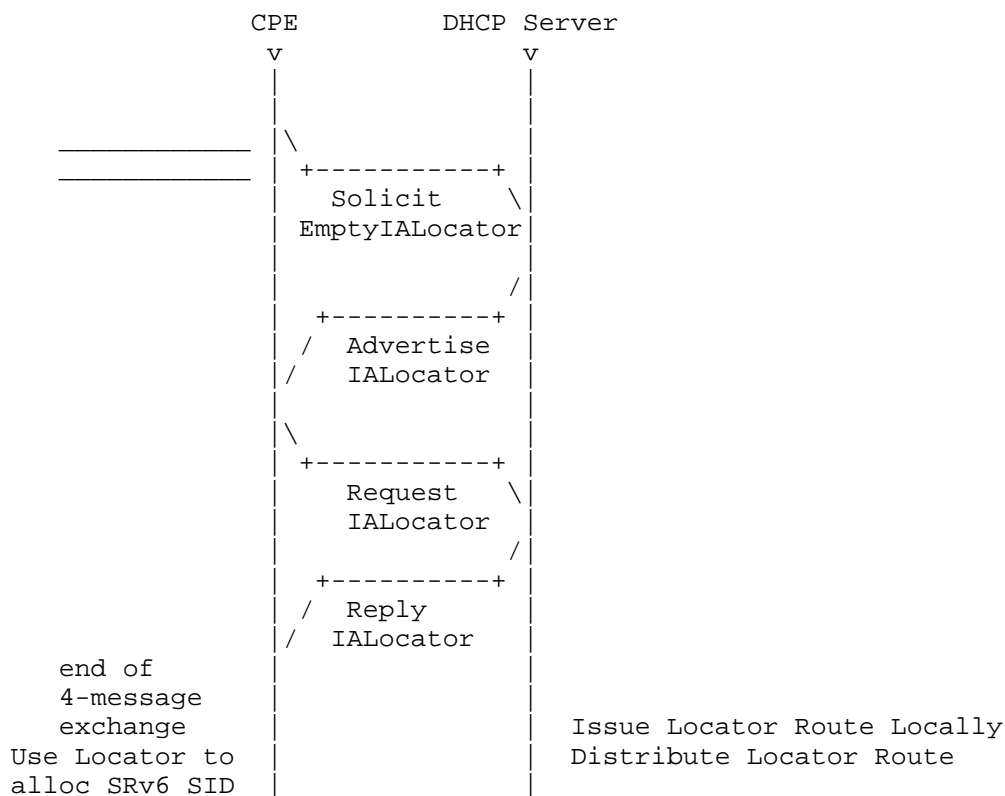 CPE DHCP Server
v v
Solicit
EmptyIALocator
Advertise
IALocator
Request
IALocator
Reply
IALocator
end of
4-message
exchange Issue Locator Route Locally
Use Locator to Distribute Locator Route
alloc SRv6 SID